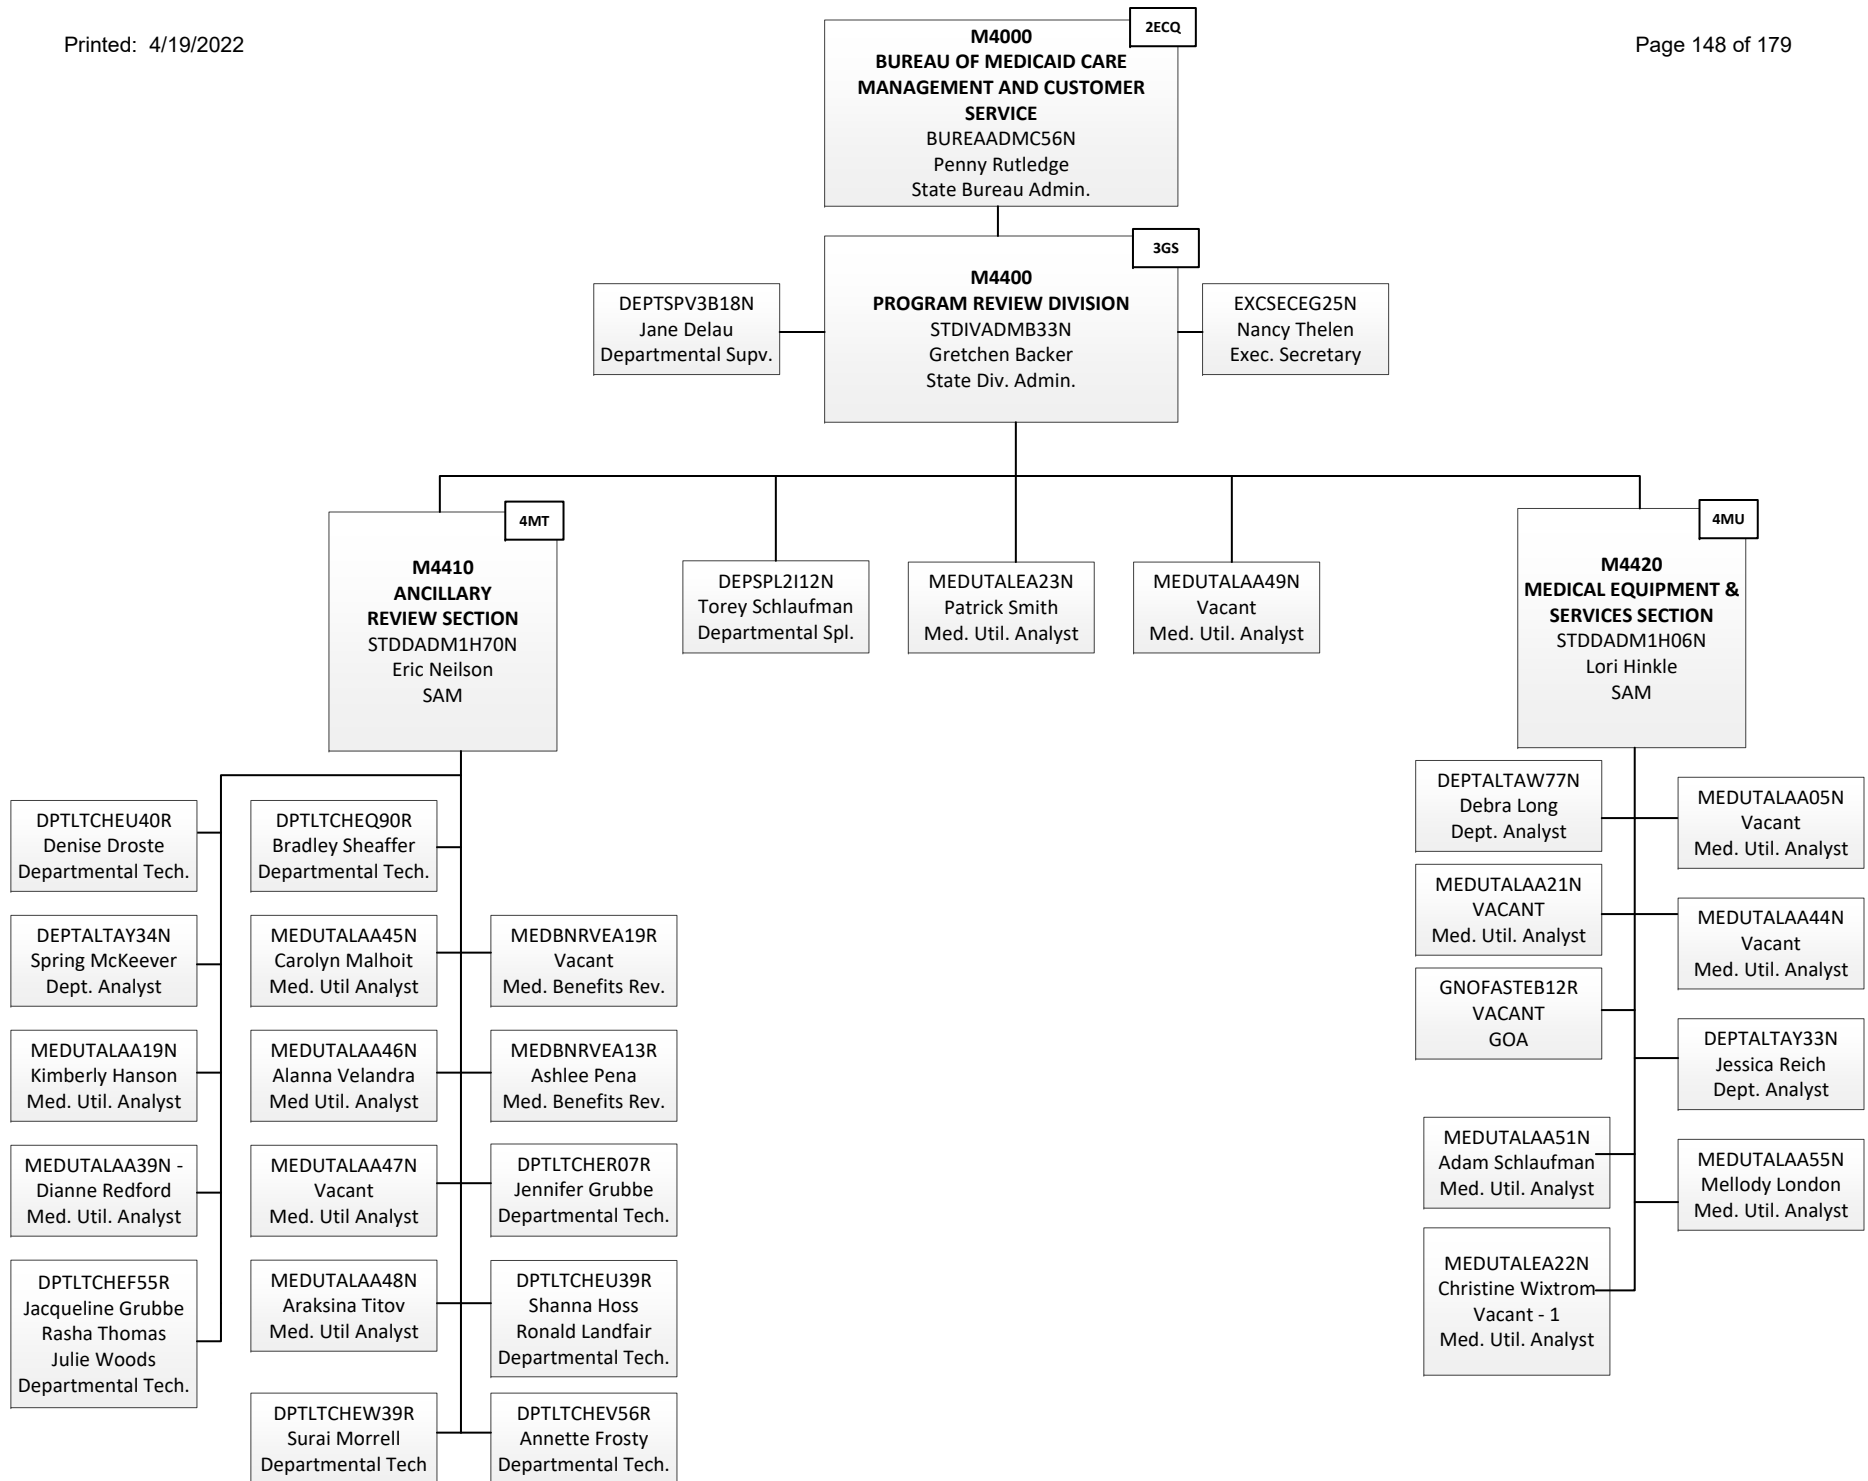 Printed: 4/19/2022
Page 148 of 179
2ECQ
M4000
BUREAU OF MEDICAID CARE
MANAGEMENT AND CUSTOMER
SERVICE
BUREAADMC56N
Penny Rutledge
State Bureau Admin.
3GS
M4400
PROGRAM REVIEW DIVISION
STDIVADMB33N
Gretchen Backer
State Div. Admin.
DEPTSPV3B18N
Jane Delau
Departmental Supv.
EXCSECEG25N
Nancy Thelen
Exec. Secretary
4MT
M4410
ANCILLARY
REVIEW SECTION
STDDADM1H70N
Eric Neilson
SAM
DEPSPL2I12N
Torey Schlaufman
Departmental Spl.
MEDUTALEA23N
Patrick Smith
Med. Util. Analyst
MEDUTALAA49N
Vacant
Med. Util. Analyst
4MU
M4420
MEDICAL EQUIPMENT &
SERVICES SECTION
STDDADM1H06N
Lori Hinkle
SAM
DPTLTCHEU40R
Denise Droste
Departmental Tech.
DPTLTCHEQ90R
Bradley Sheaffer
Departmental Tech.
DEPTALTAY34N
Spring McKeever
Dept. Analyst
MEDUTALAA45N
Carolyn Malhoit
Med. Util Analyst
MEDBNRVEA19R
Vacant
Med. Benefits Rev.
MEDUTALAA19N
Kimberly Hanson
Med. Util. Analyst
MEDUTALAA46N
Alanna Velandra
Med Util. Analyst
MEDBNRVEA13R
Ashlee Pena
Med. Benefits Rev.
MEDUTALAA39N -
Dianne Redford
Med. Util. Analyst
MEDUTALAA47N
Vacant
Med. Util Analyst
DPTLTCHER07R
Jennifer Grubbe
Departmental Tech.
DPTLTCHEF55R
Jacqueline Grubbe
Rasha Thomas
Julie Woods
Departmental Tech.
MEDUTALAA48N
Araksina Titov
Med. Util Analyst
DPTLTCHEU39R
Shanna Hoss
Ronald Landfair
Departmental Tech.
DPTLTCHEW39R
Surai Morrell
Departmental Tech
DPTLTCHEV56R
Annette Frosty
Departmental Tech.
DEPTALTAW77N
Debra Long
Dept. Analyst
MEDUTALAA05N
Vacant
Med. Util. Analyst
MEDUTALAA21N
VACANT
Med. Util. Analyst
MEDUTALAA44N
Vacant
Med. Util. Analyst
GNOFASTEB12R
VACANT
GOA
DEPTALTAY33N
Jessica Reich
Dept. Analyst
MEDUTALAA51N
Adam Schlaufman
Med. Util. Analyst
MEDUTALAA55N
Mellody London
Med. Util. Analyst
MEDUTALEA22N
Christine Wixtrom
Vacant - 1
Med. Util. Analyst